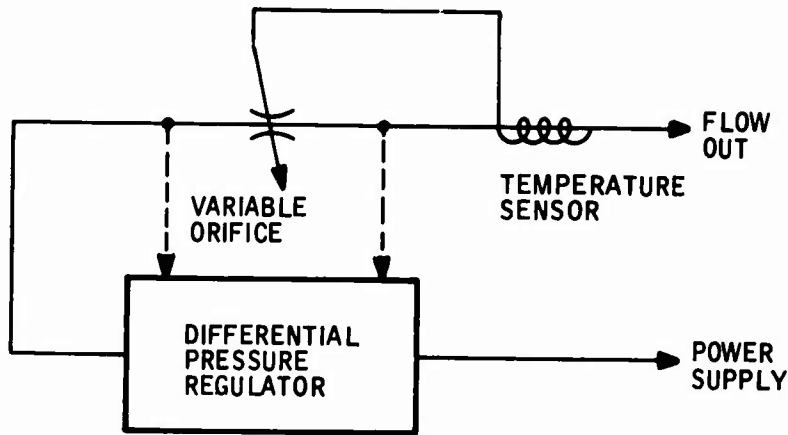 FLOW
OUT
TEMPERATURE
SENSOR
VARIABLE
ORIFICE
DIFFERENTIAL
PRESSURE
REGULATOR
POWER
SUPPLY